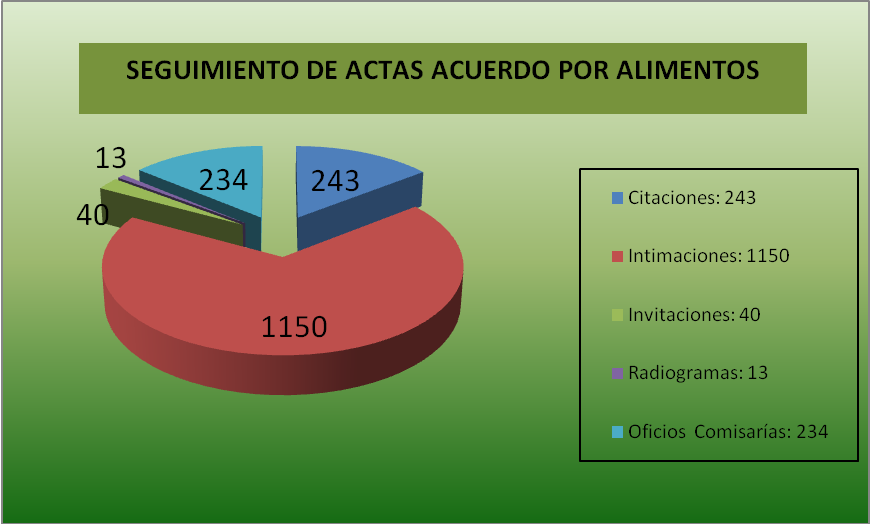 SEGUIMIENTO DE ACTAS ACUERDO POR ALIMENTOS
13
234
243
40
1150
Citaciones: 243
Intimaciones: 1150
Invitaciones: 40
Radiogramas: 13
Oficios Comisarías: 234